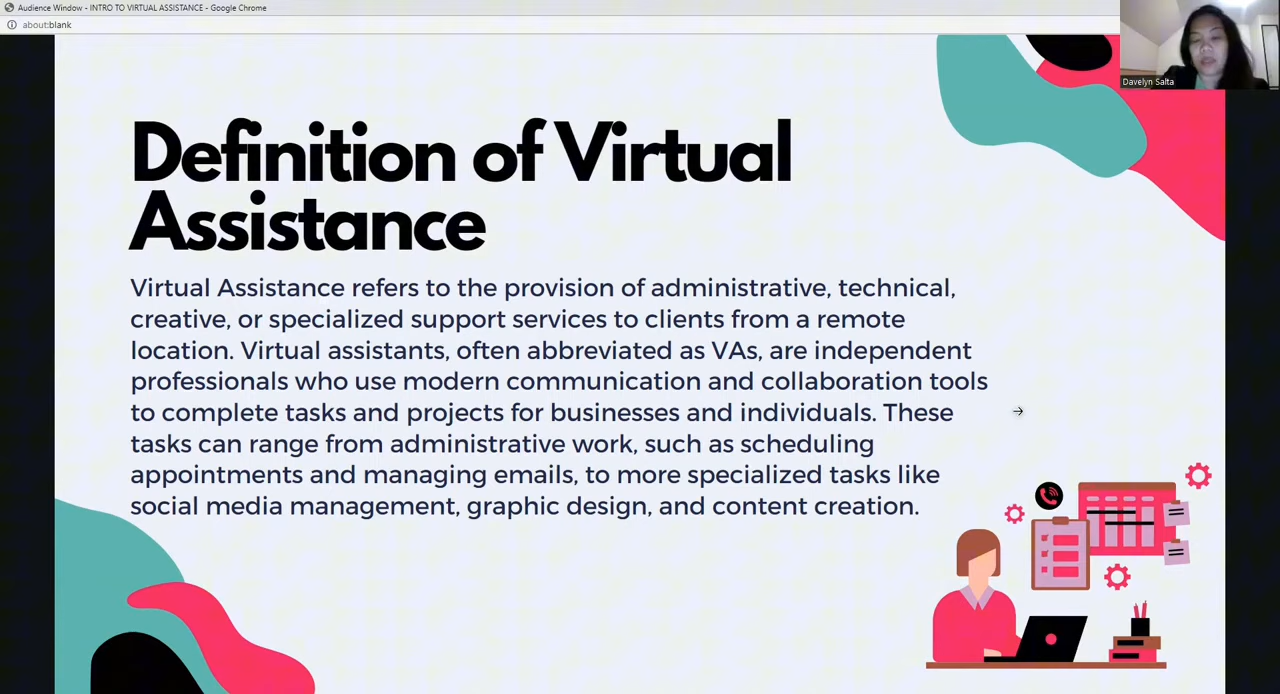 Audience Window - INTRO TO VIRTUAL ASSISTANCE - Google Chrome
about:blank
Davelyn Salta
Definition of Virtual
Assistance
Virtual Assistance refers to the provision of administrative, technical,
creative, or specialized support services to clients from a remote
location. Virtual assistants, often abbreviated as VAs, are independent
professionals who use modern communication and collaboration tools
to complete tasks and projects for businesses and individuals. These
tasks can range from administrative work, such as scheduling
appointments and managing emails, to more specialized tasks like
social media management, graphic design, and content creation.